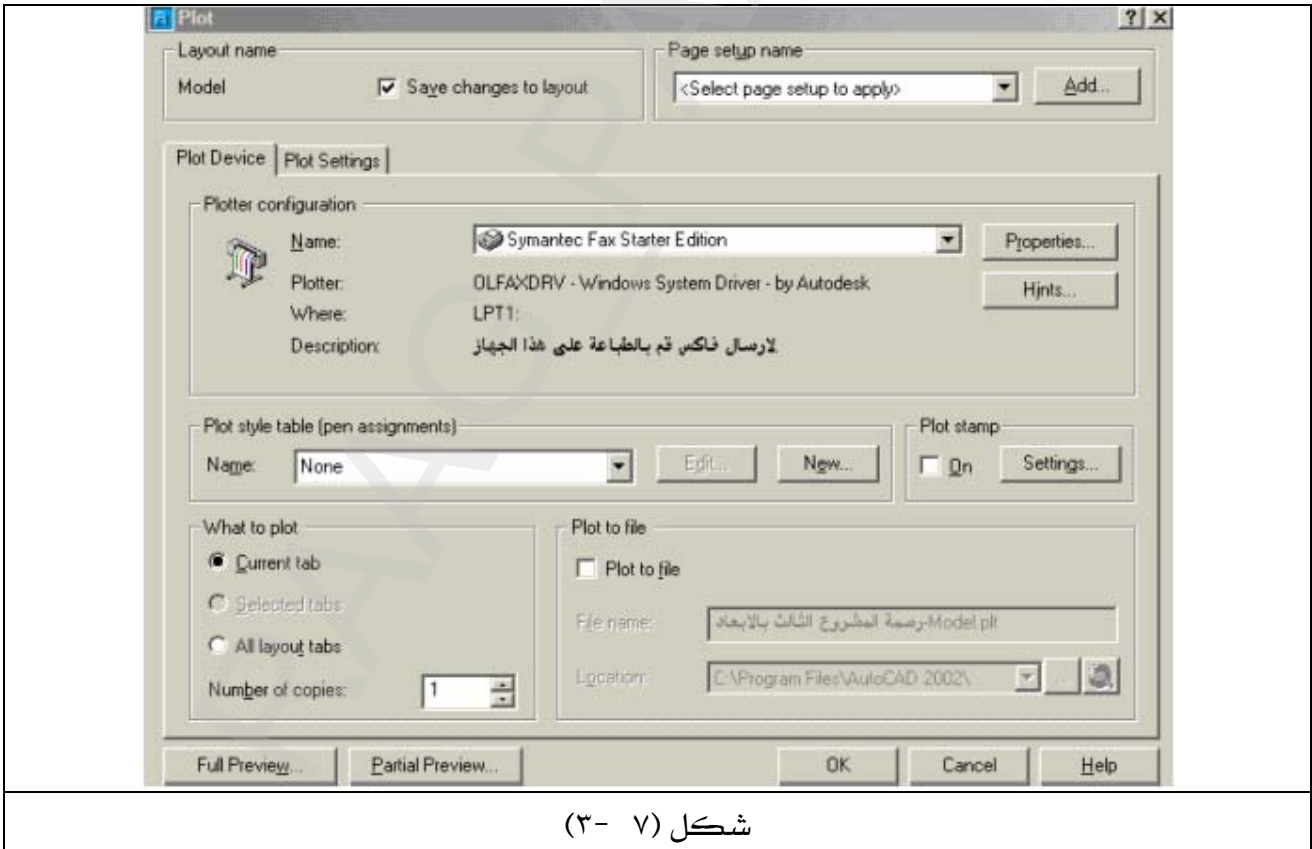 Plot
Layout name
Model
Save changes to layout
Page setup name
<Select page setup to apply>
Add...
Plot Device
Plot Settings
Plotter configuration
Name:
Symantec Fax Starter Edition
Properties...
Plotter:
OLFAXDRV - Windows System Driver - by Autodesk
Hints...
Where:
LPT1:
Description:
لارسال فاكس قم بالطباعة على هذا الجهاز
Plot style table (pen assignments)
Name:
None
Edit...
New...
Plot stamp
On
Settings...
What to plot
Current tab
Selected tabs
All layout tabs
Number of copies:
1
Plot to file
Plot to file
File name:
رسمة المشروع الثالث بالابعاد-Model.plt
Location:
C:\Program Files\AutoCAD 2002\
...
Full Preview...
Partial Preview...
OK
Cancel
Help
شكل (٧ -٣)